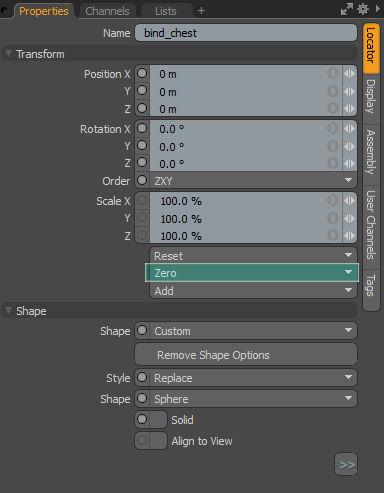 Properties Channels Lists +
Name bind_chest
Transform
Position X 0 m
Y 0 m
Z 0 m
Rotation X 0.0 °
Y 0.0 °
Z 0.0 °
Order ZXY
Scale X 100.0 %
Y 100.0 %
Z 100.0 %
Reset
Zero
Add
Shape
Shape Custom
Remove Shape Options
Style Replace
Shape Sphere
Solid
Align to View
>>
Locator
Display
Assembly
User Channels
Tags